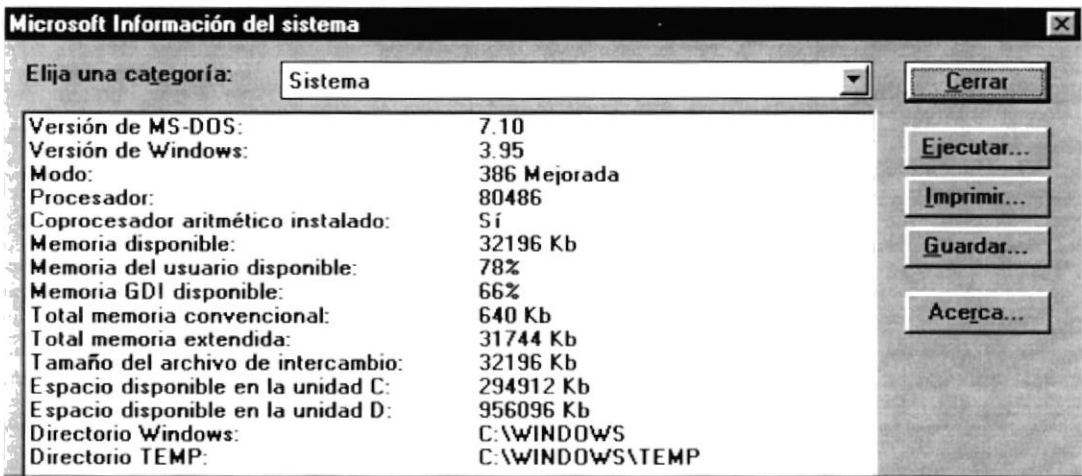 Microsoft Información del sistema
Elija una categoría: Sistema
Cerrar
Versión de MS-DOS: 7.10
Versión de Windows: 3.95
Modo: 386 Mejorada
Procesador: 80486
Coprocesador aritmético instalado: Sí
Memoria disponible: 32196 Kb
Memoria del usuario disponible: 78%
Memoria GDI disponible: 66%
Total memoria convencional: 640 Kb
Total memoria extendida: 31744 Kb
Tamaño del archivo de intercambio: 32196 Kb
Espacio disponible en la unidad C: 294912 Kb
Espacio disponible en la unidad D: 956096 Kb
Directorio Windows: C:\WINDOWS
Directorio TEMP: C:\WINDOWS\TEMP
Ejecutar...
Imprimir...
Guardar...
Acerca...